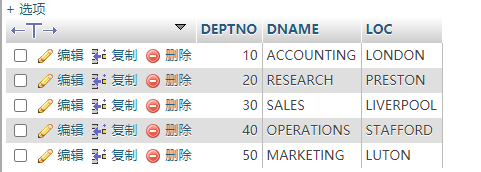 + 选项
←T→ DEPTNO DNAME LOC
编辑 复制 删除 10 ACCOUNTING LONDON
编辑 复制 删除 20 RESEARCH PRESTON
编辑 复制 删除 30 SALES LIVERPOOL
编辑 复制 删除 40 OPERATIONS STAFFORD
编辑 复制 删除 50 MARKETING LUTON